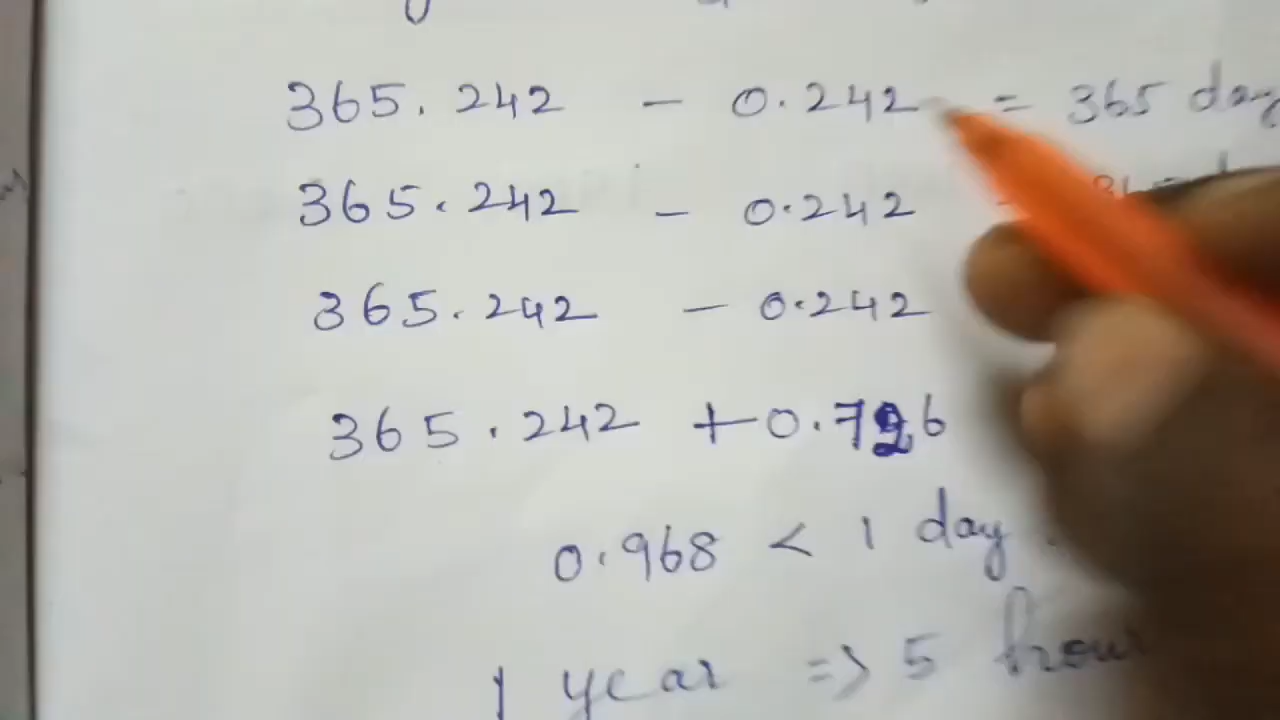 365.242 - 0.242 = 365 day
365.242 - 0.242
365.242 - 0.242
365.242 + 0.726
0.968 < 1 day
1 year => 5 hour